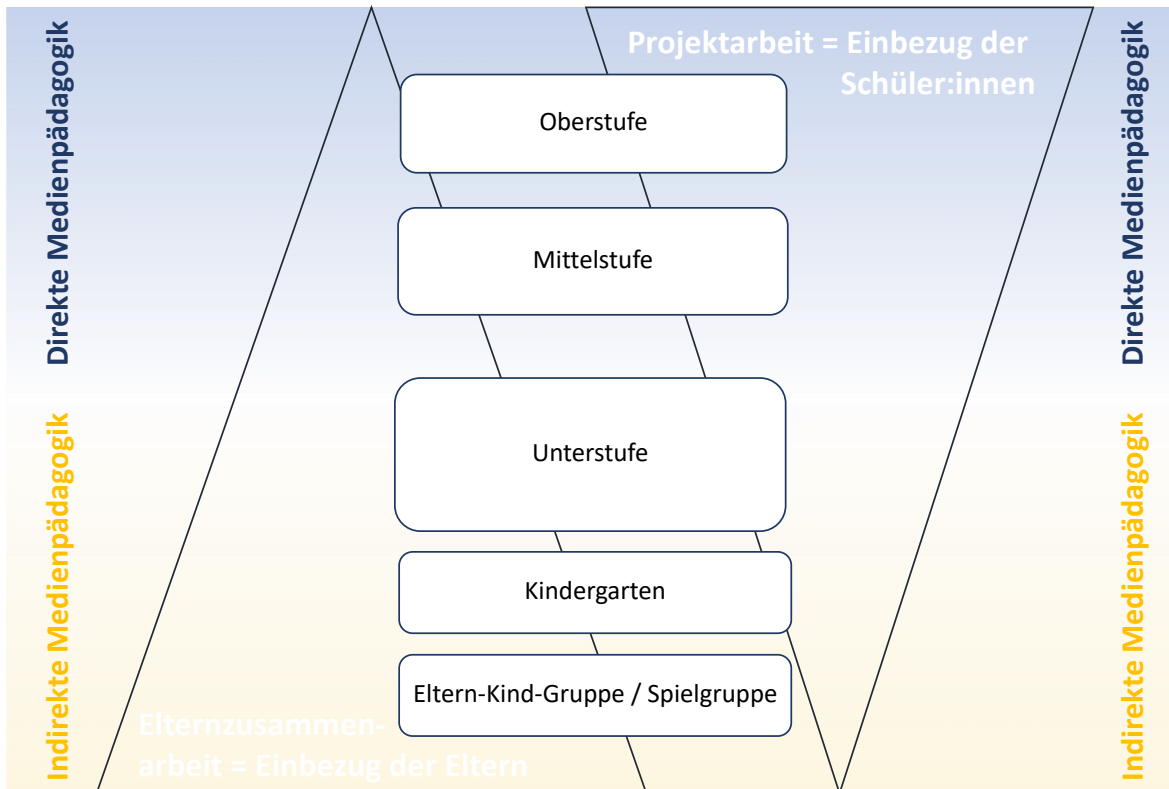 Projektarbeit = Einbezug der
Schüler:innen
Direkte Medienpädagogik
Direkte Medienpädagogik
Oberstufe
Mittelstufe
Unterstufe
Indirekte Medienpädagogik
Indirekte Medienpädagogik
Kindergarten
Eltern-Kind-Gruppe / Spielgruppe
Elternzusammen-
arbeit = Einbezug der Eltern